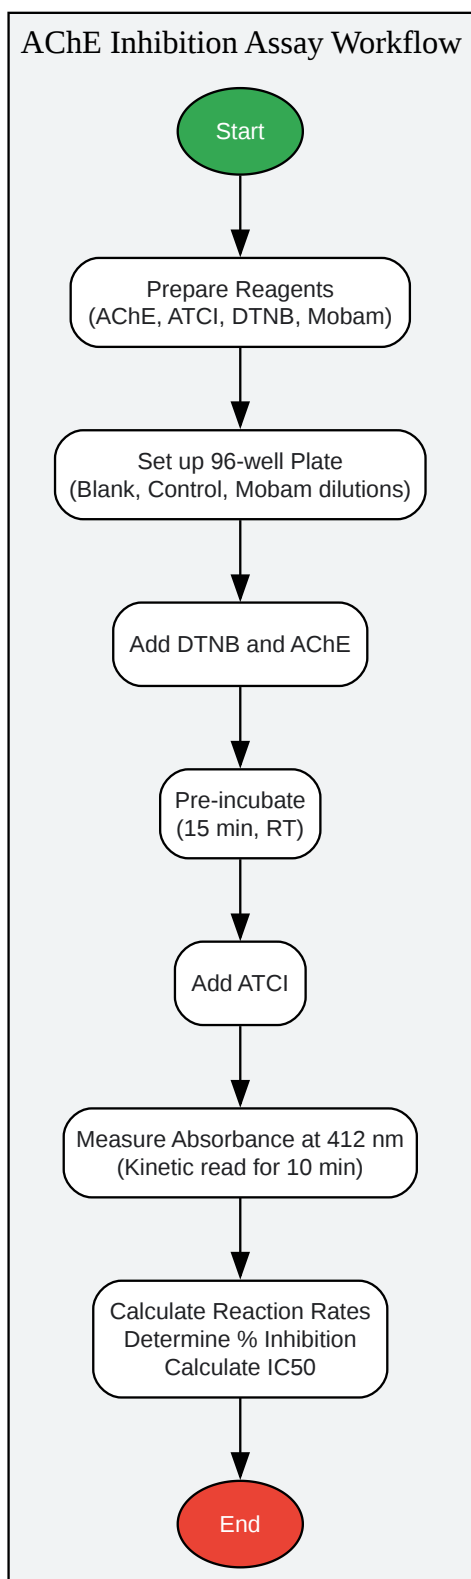 AChE Inhibition Assay Workflow
Start
Prepare Reagents
(AChE, ATCI, DTNB, Mobam)
Set up 96-well Plate
(Blank, Control, Mobam dilutions)
Add DTNB and AChE
Pre-incubate
(15 min, RT)
Add ATCI
Measure Absorbance at 412 nm
(Kinetic read for 10 min)
Calculate Reaction Rates
Determine % Inhibition
Calculate IC50
End